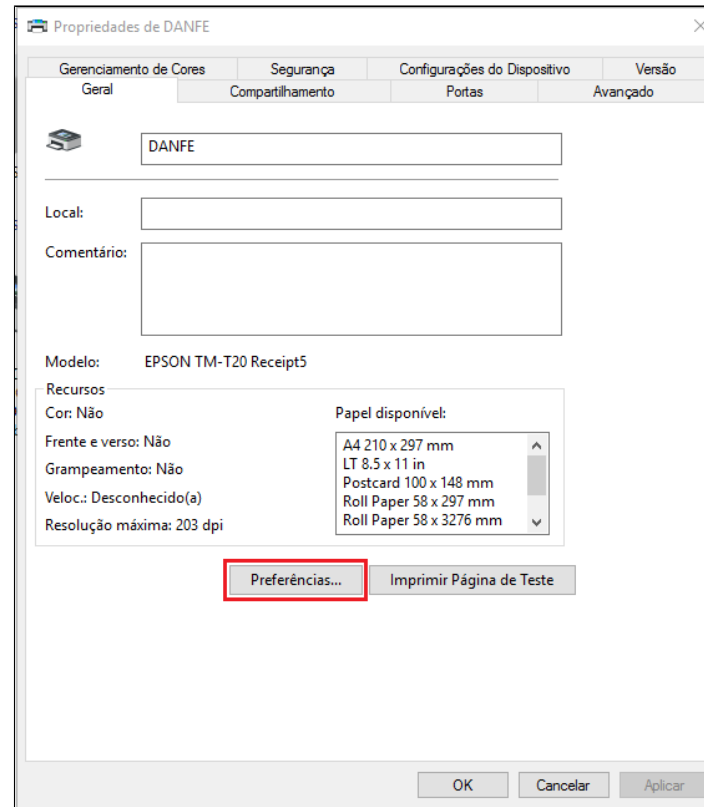 Propriedades de DANFE
Gerenciamento de Cores Segurança Configurações do Dispositivo Versão
Geral Compartilhamento Portas Avançado
DANFE
Local:
Comentário:
Modelo: EPSON TM-T20 Receipt5
Recursos
Cor: Não
Frente e verso: Não
Grampeamento: Não
Veloc.: Desconhecido(a)
Resolução máxima: 203 dpi
Papel disponível:
A4 210 x 297 mm
LT 8.5 x 11 in
Postcard 100 x 148 mm
Roll Paper 58 x 297 mm
Roll Paper 58 x 3276 mm
Preferências... Imprimir Página de Teste
OK Cancelar Aplicar